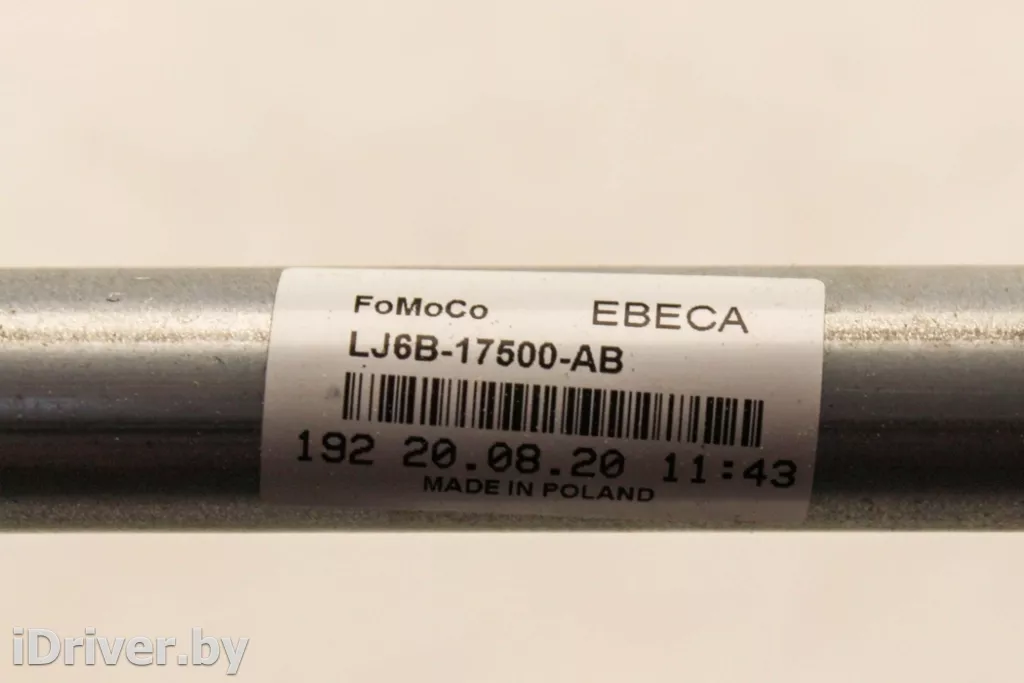 FoMoCo EBECA
LJ6B-17500-AB
192 20.08.20 11:43
MADE IN POLAND
iDriver.by